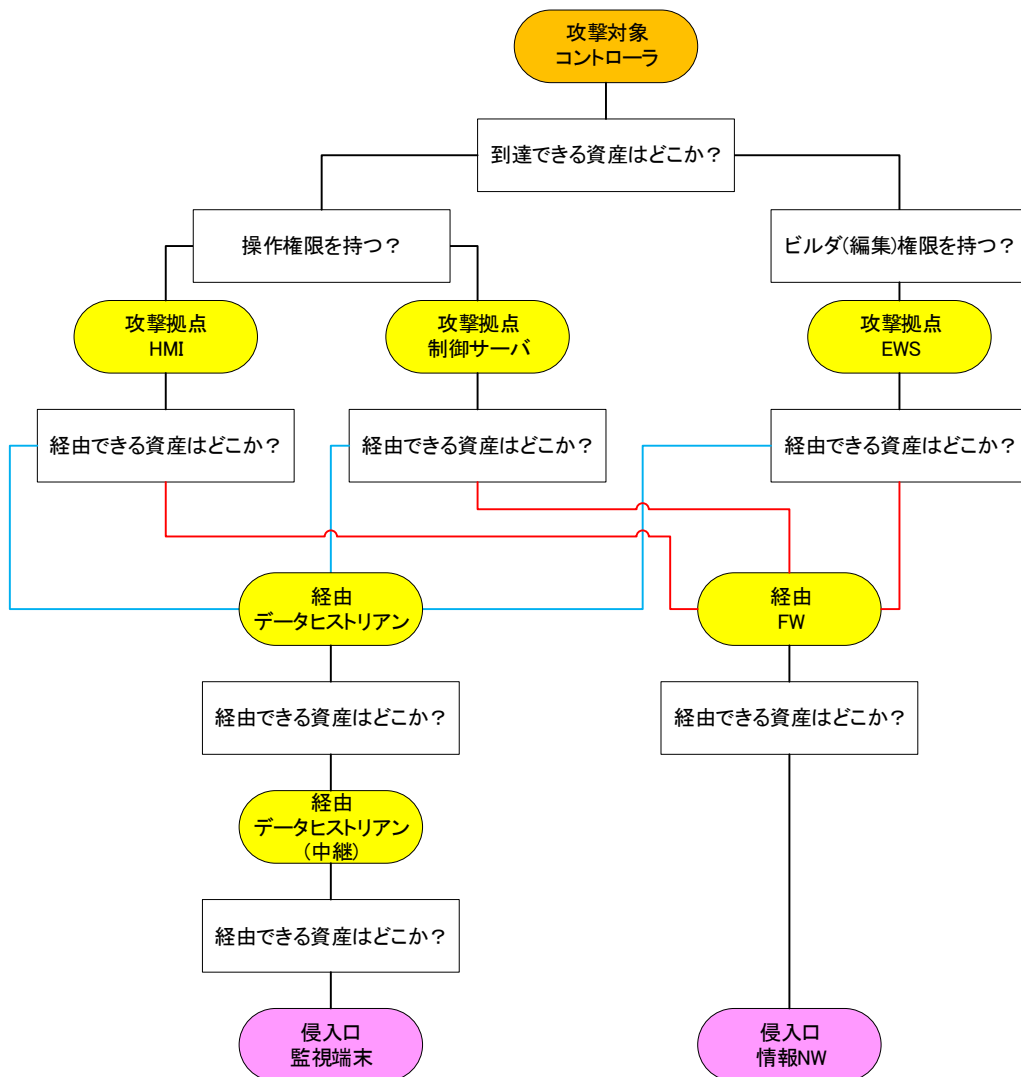 攻撃対象
コントローラ
到達できる資産はどこか？
操作権限を持つ？
ビルダ(編集)権限を持つ？
攻撃拠点
HMI
攻撃拠点
制御サーバ
攻撃拠点
EWS
経由できる資産はどこか？
経由できる資産はどこか？
経由できる資産はどこか？
経由
データヒストリアン
経由
FW
経由できる資産はどこか？
経由できる資産はどこか？
経由
データヒストリアン
(中継)
経由できる資産はどこか？
侵入口
監視端末
侵入口
情報NW